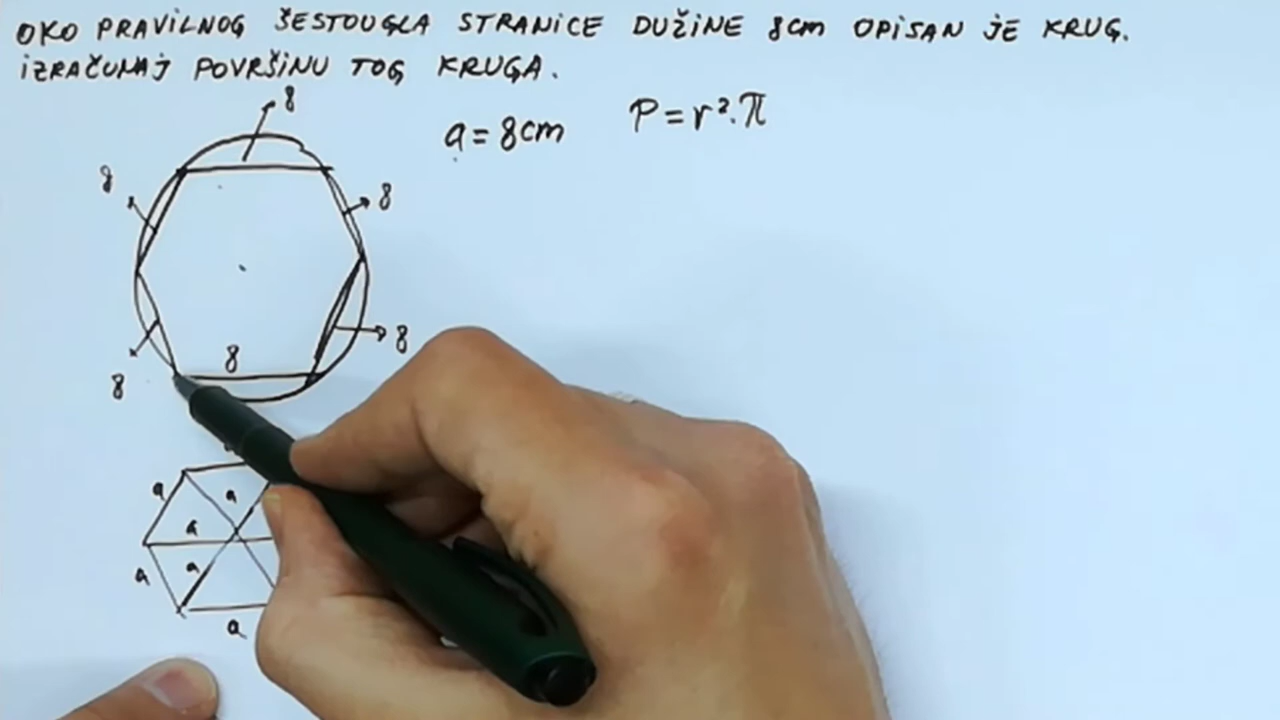 OKO PRAVILNOG ŠESTOUGLA STRANICE DUŽINE 8cm OPISAN JE KRUG.
IZRAČUNAJ POVRŠINU TOG KRUGA.
8
a = 8cm P = r².π
8
8
8
8
8
a
a
a
a
a
a